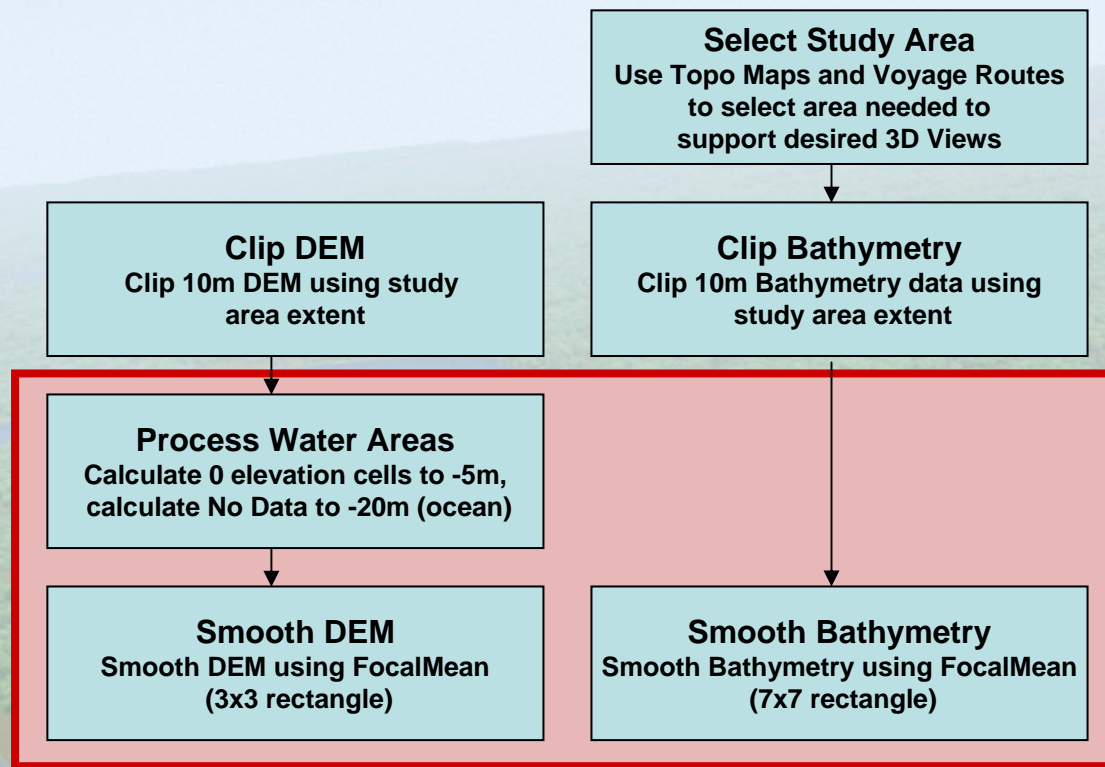 Select Study Area
Use Topo Maps and Voyage Routes
to select area needed to
support desired 3D Views
Clip DEM
Clip 10m DEM using study
area extent
Clip Bathymetry
Clip 10m Bathymetry data using
study area extent
Process Water Areas
Calculate 0 elevation cells to -5m,
calculate No Data to -20m (ocean)
Smooth DEM
Smooth DEM using FocalMean
(3x3 rectangle)
Smooth Bathymetry
Smooth Bathymetry using FocalMean
(7x7 rectangle)